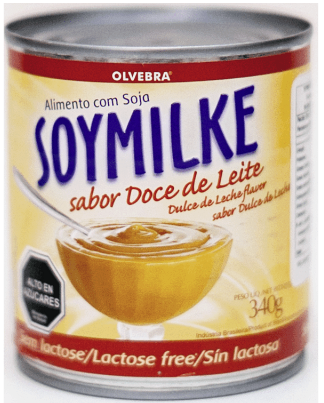 OLVEBRA®
Alimento com Soja
SOYMILKE
sabor Doce de Leite
Dulce de Leche flavor
sabor Dulce de Leche
ALTO EN
AZÚCARES
340g
Sem lactose/Lactose free/Sin lactosa